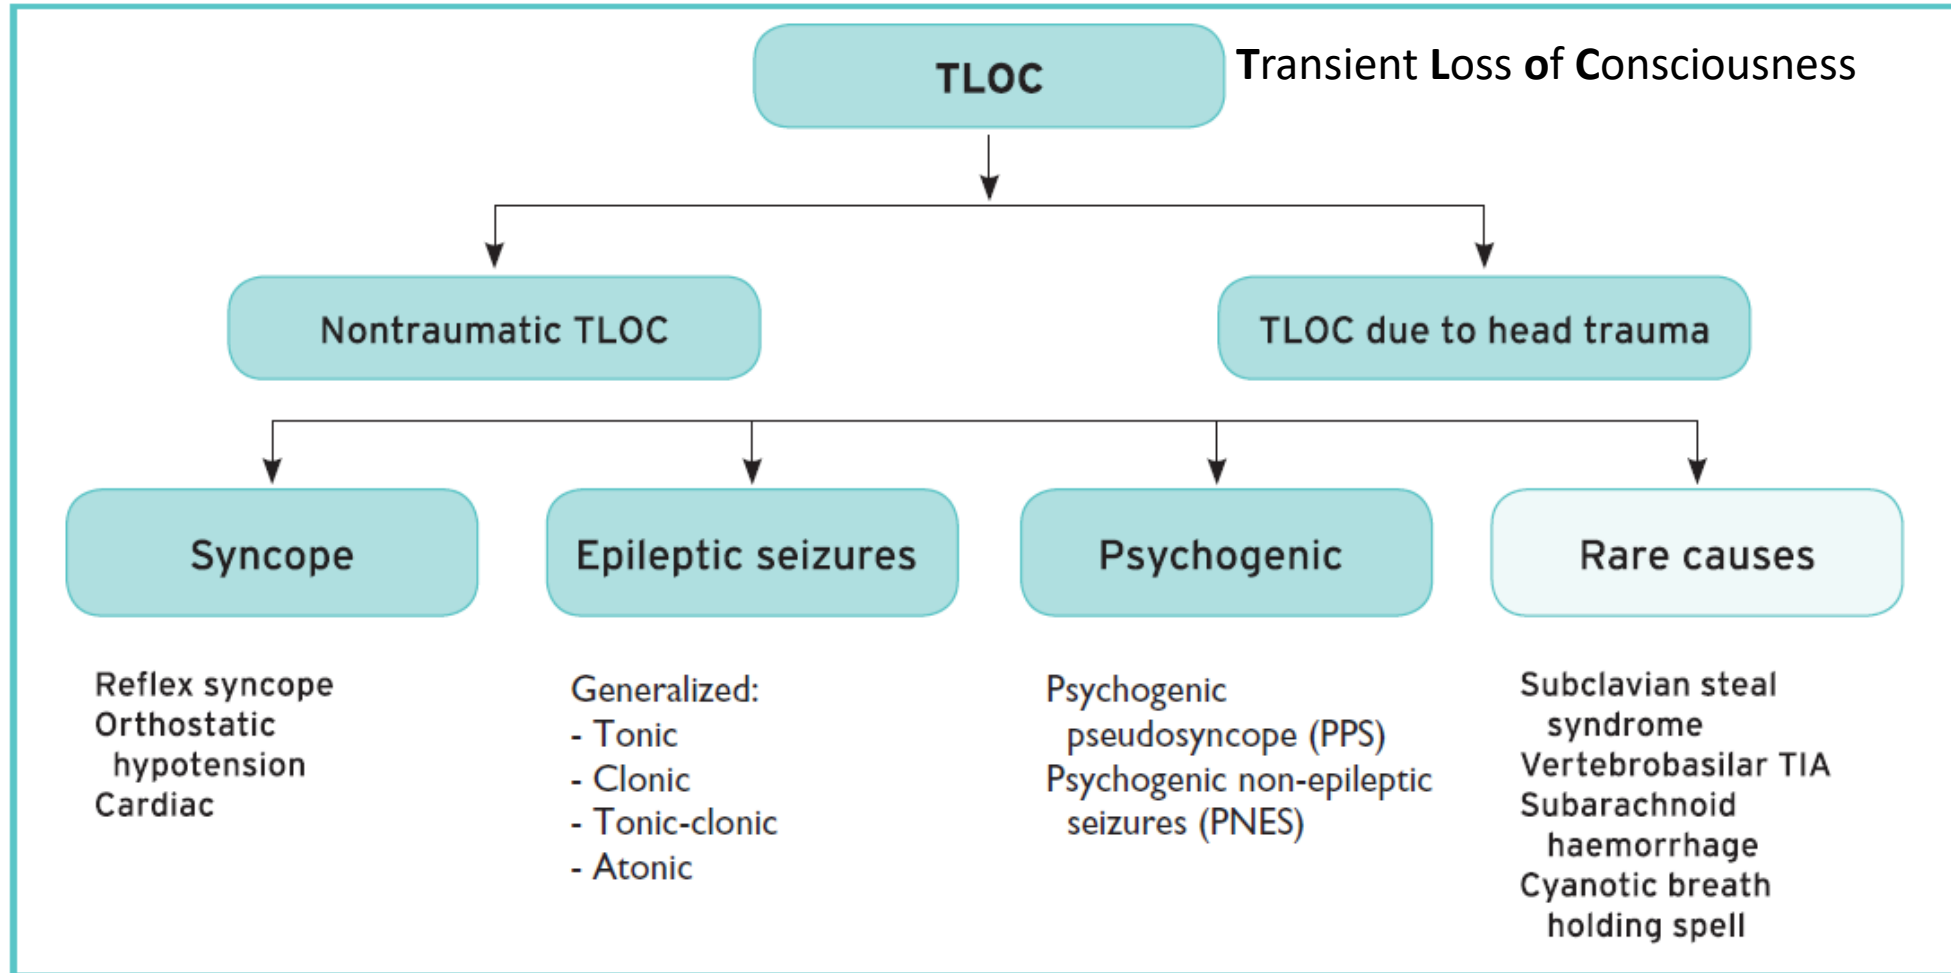 TLOC
Transient Loss of Consciousness
Nontraumatic TLOC
TLOC due to head trauma
Syncope
Epileptic seizures
Psychogenic
Rare causes
Reflex syncope
Orthostatic
hypotension
Cardiac
Generalized:
- Tonic
- Clonic
- Tonic-clonic
- Atonic
Psychogenic
pseudosyncope (PPS)
Psychogenic non-epileptic
seizures (PNES)
Subclavian steal
syndrome
Vertebrobasilar TIA
Subarachnoid
haemorrhage
Cyanotic breath
holding spell